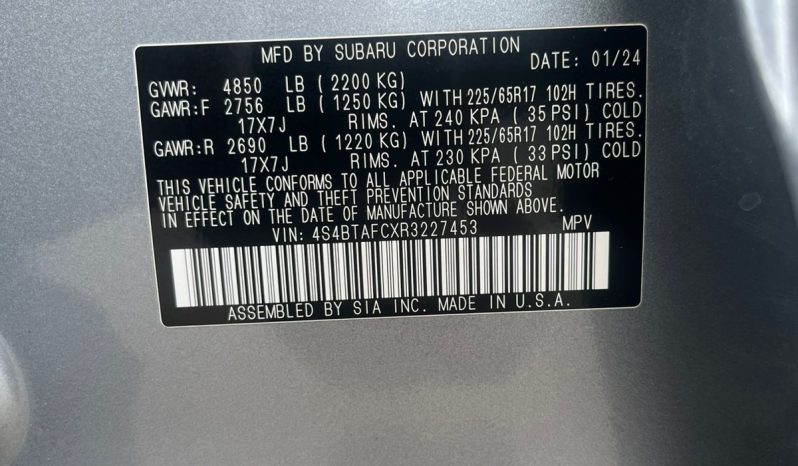 MFD BY SUBARU CORPORATION DATE: 01/24
GVWR: 4850 LB ( 2200 KG)
GAWR:F 2756 LB ( 1250 KG) WITH 225/65R17 102H TIRES.
17X7J RIMS. AT 240 KPA ( 35 PSI) COLD
GAWR:R 2690 LB ( 1220 KG) WITH 225/65R17 102H TIRES.
17X7J RIMS. AT 230 KPA ( 33 PSI) COLD
THIS VEHICLE CONFORMS TO ALL APPLICABLE FEDERAL MOTOR
VEHICLE SAFETY AND THEFT PREVENTION STANDARDS
IN EFFECT ON THE DATE OF MANUFACTURE SHOWN ABOVE.
VIN: 4S4BTAFCXR3227453 MPV
ASSEMBLED BY SIA INC. MADE IN U.S.A.